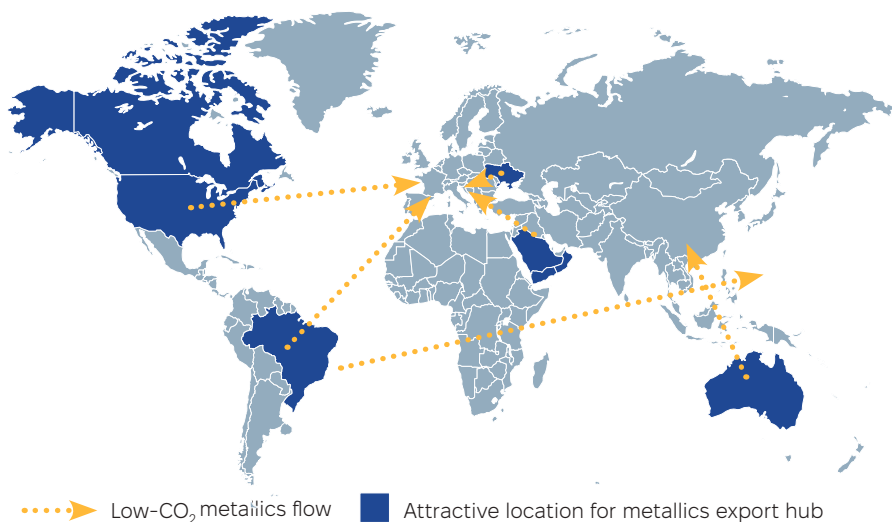 Low-CO₂ metallics flow
Attractive location for metallics export hub